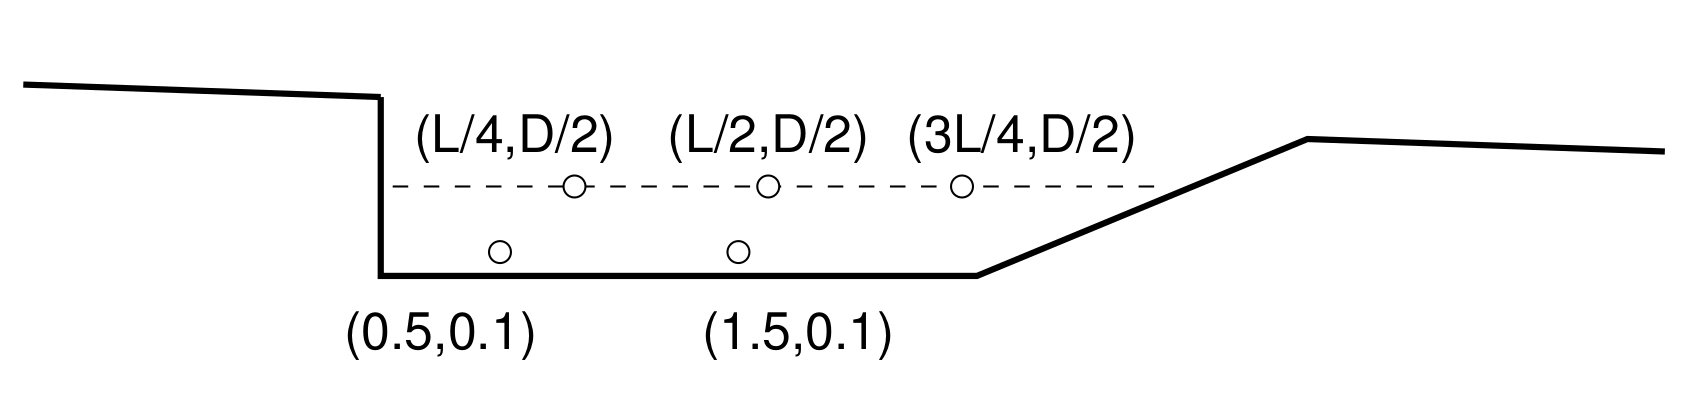 (L/4,D/2) (L/2,D/2) (3L/4,D/2)
(0.5,0.1) (1.5,0.1)